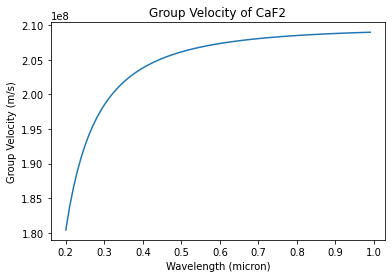 Group Velocity of CaF2
1e8
2.10
2.05
2.00
1.95
1.90
1.85
1.80
Group Velocity (m/s)
0.2 0.3 0.4 0.5 0.6 0.7 0.8 0.9 1.0
Wavelength (micron)